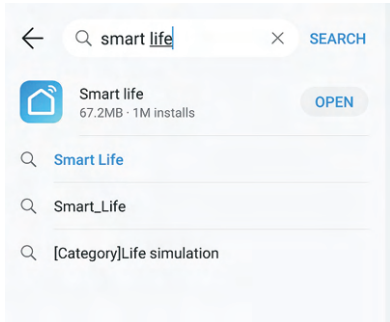 smart life
SEARCH
Smart life
67.2MB · 1M installs
OPEN
Smart Life
Smart_Life
[Category]Life simulation